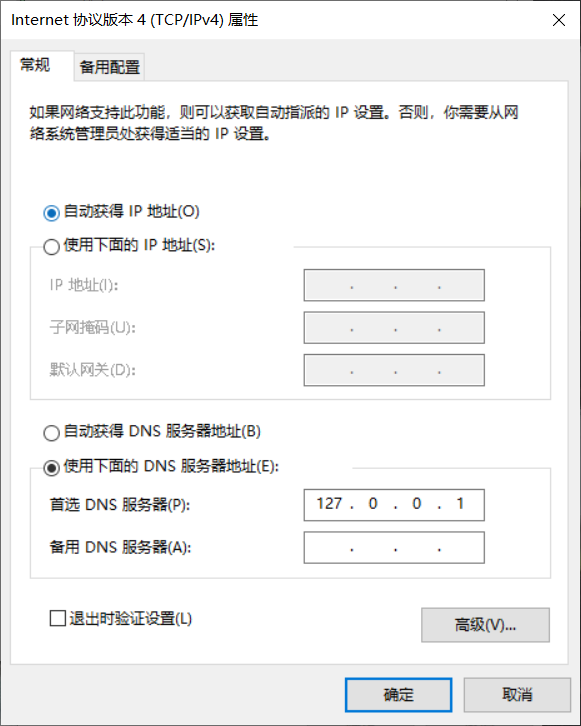 Internet 协议版本 4 (TCP/IPv4) 属性
常规
备用配置
如果网络支持此功能，则可以获取自动指派的 IP 设置。否则，你需要从网
络系统管理员处获得适当的 IP 设置。
自动获得 IP 地址(O)
使用下面的 IP 地址(S):
IP 地址(I):
. . .
子网掩码(U):
. . .
默认网关(D):
. . .
自动获得 DNS 服务器地址(B)
使用下面的 DNS 服务器地址(E):
首选 DNS 服务器(P):
127 . 0 . 0 . 1
备用 DNS 服务器(A):
. . .
退出时验证设置(L)
高级(V)...
确定
取消